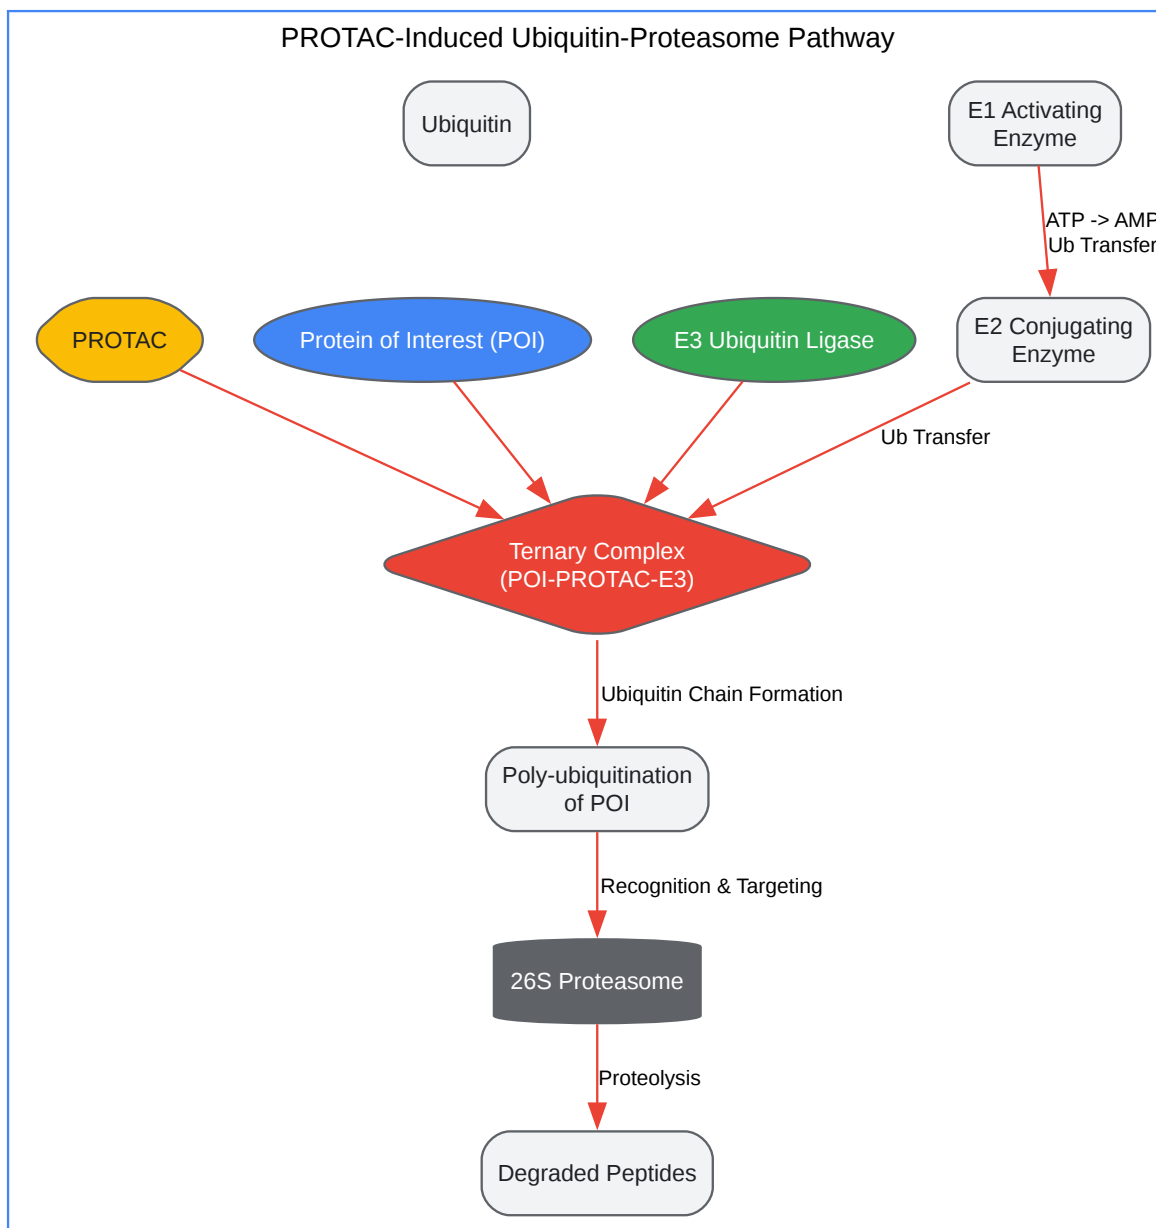 PROTAC-Induced Ubiquitin-Proteasome Pathway
Ubiquitin
E1 Activating
Enzyme
ATP -> AMP
Ub Transfer
PROTAC
Protein of Interest (POI)
E3 Ubiquitin Ligase
E2 Conjugating
Enzyme
Ub Transfer
Ternary Complex
(POI-PROTAC-E3)
Ubiquitin Chain Formation
Poly-ubiquitination
of POI
Recognition & Targeting
26S Proteasome
Proteolysis
Degraded Peptides